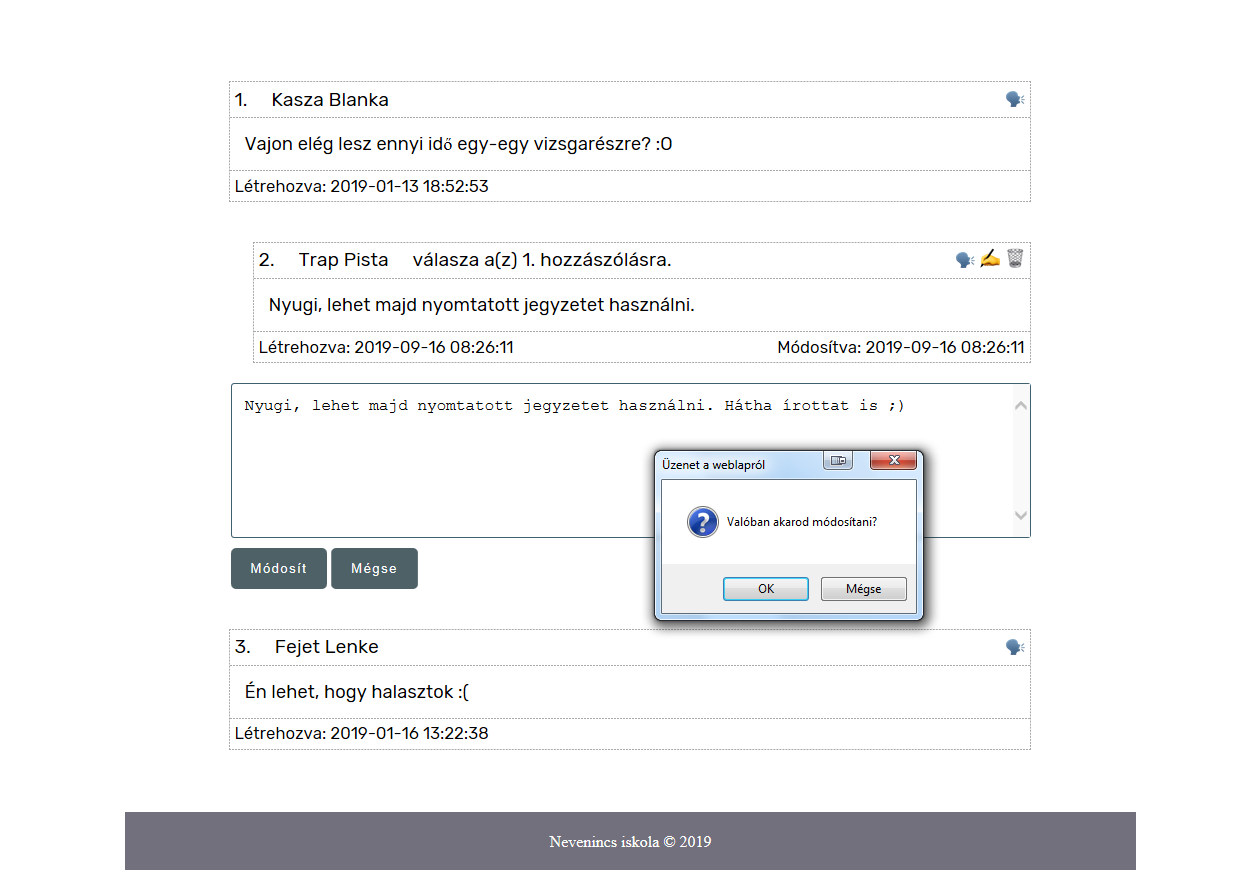 1. Kasza Blanka
Vajon elég lesz ennyi idő egy-egy vizsgarészre? :O
Létrehozva: 2019-01-13 18:52:53
2. Trap Pista válasza a(z) 1. hozzászólásra.
Nyugi, lehet majd nyomtatott jegyzetet használni.
Létrehozva: 2019-09-16 08:26:11 Módosítva: 2019-09-16 08:26:11
Nyugi, lehet majd nyomtatott jegyzetet használni. Hátha írottat is ;)
Üzenet a weblapról
Valóban akarod módosítani?
OK Mégse
Módosít Mégse
3. Fejet Lenke
Én lehet, hogy halasztok :(
Létrehozva: 2019-01-16 13:22:38
Nevenincs iskola © 2019